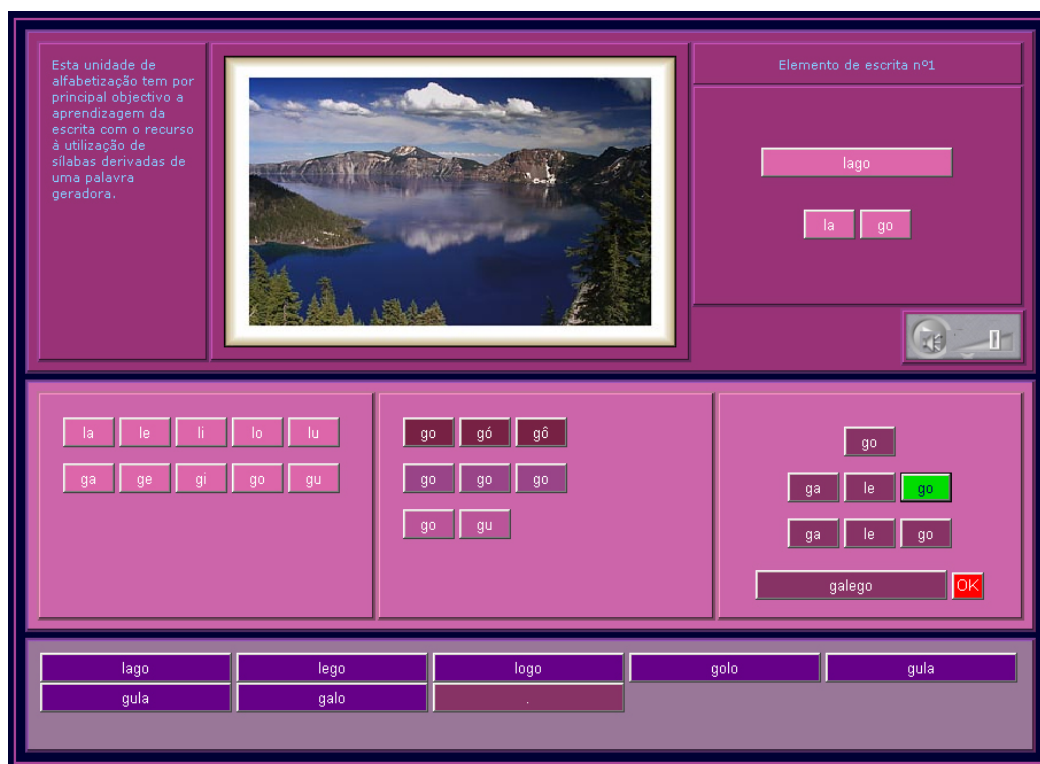 Esta unidade de
alfabetização tem por
principal objectivo a
aprendizagem da
escrita com o recurso
à utilização de
sílabas derivadas de
uma palavra
geradora.
Elemento de escrita nº1
lago
la go
la le li lo lu
ga ge gi go gu
go gó gô
go go go
go gu
go
ga le go
ga le go
galego OK
lago lego logo golo gula
gula galo .